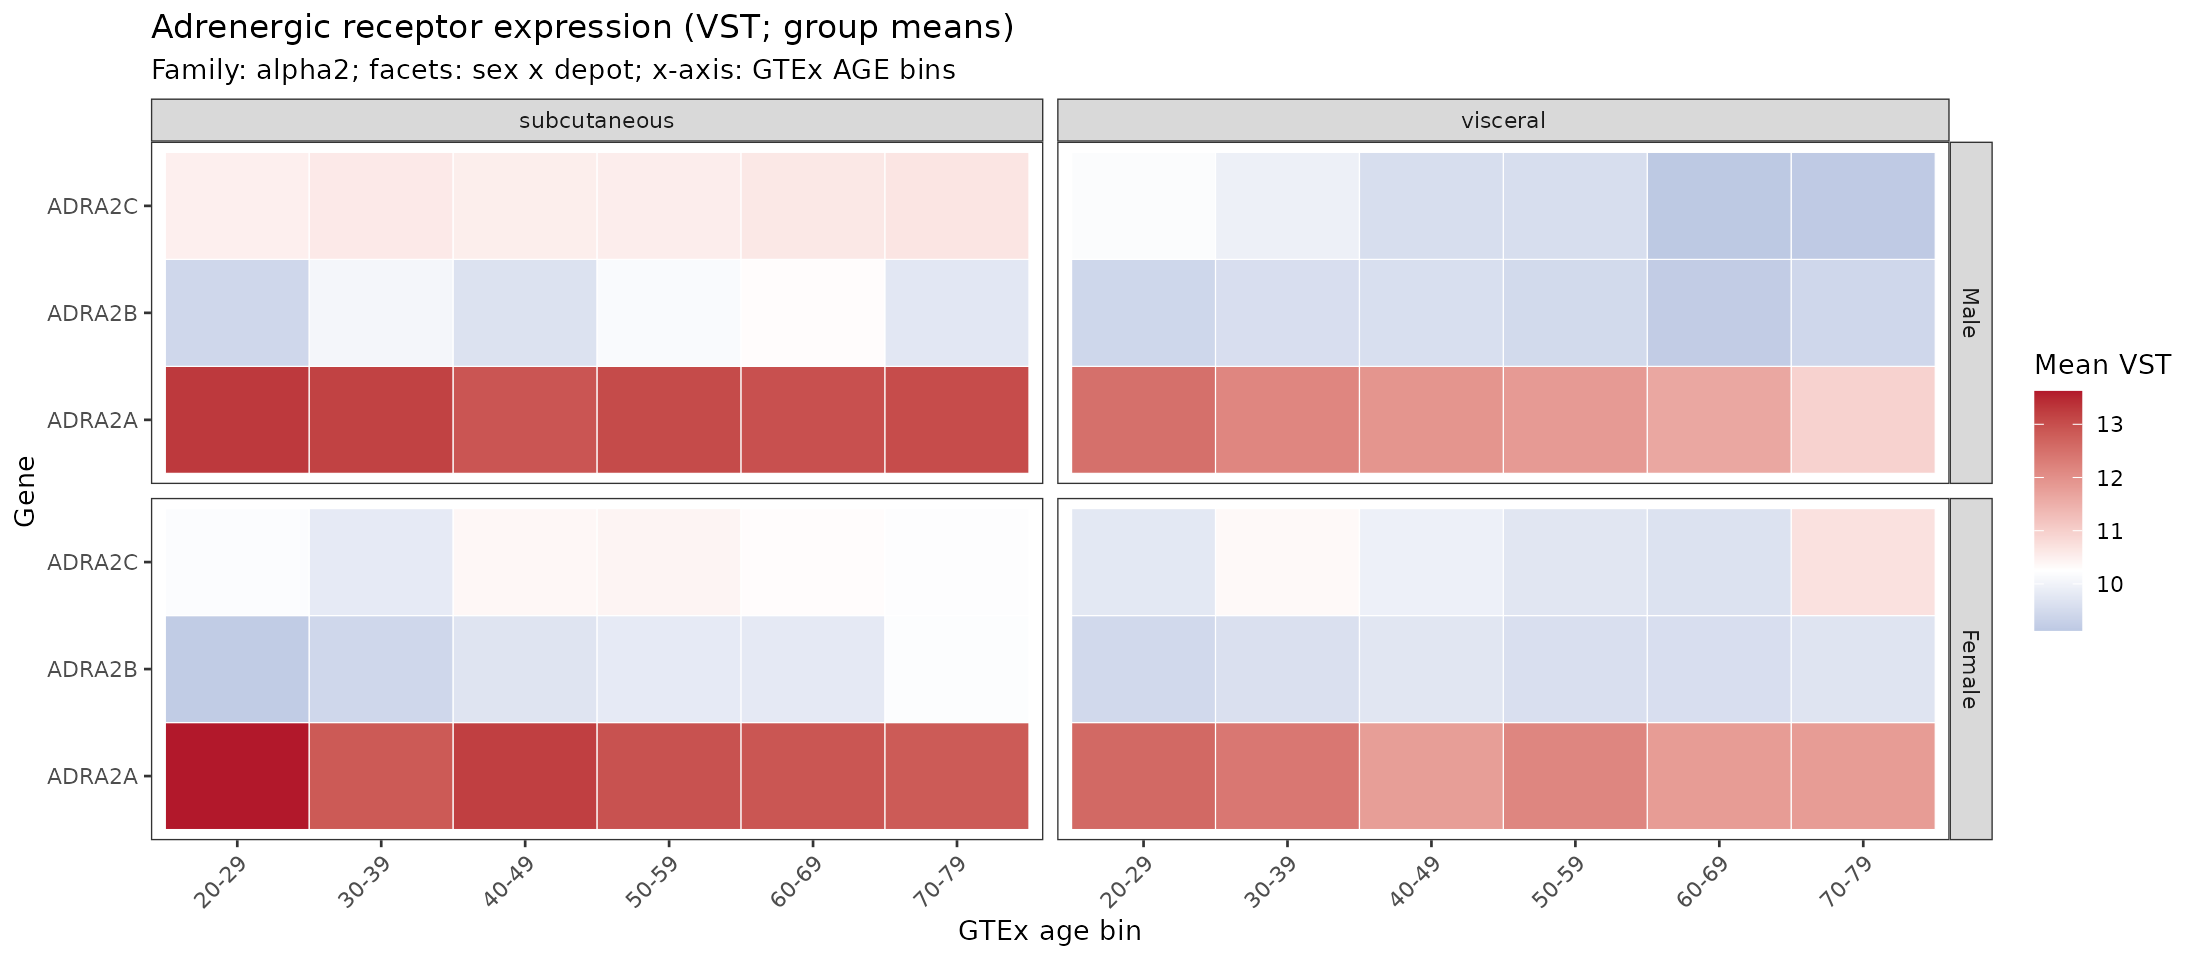 Adrenergic receptor expression (VST; group means)
Family: alpha2; facets: sex x depot; x-axis: GTEx AGE bins
subcutaneous
visceral
ADRA2C
ADRA2B
ADRA2A
Male
ADRA2C
ADRA2B
ADRA2A
Female
Gene
20-29
30-39
40-49
50-59
60-69
70-79
20-29
30-39
40-49
50-59
60-69
70-79
GTEx age bin
Mean VST
13
12
11
10